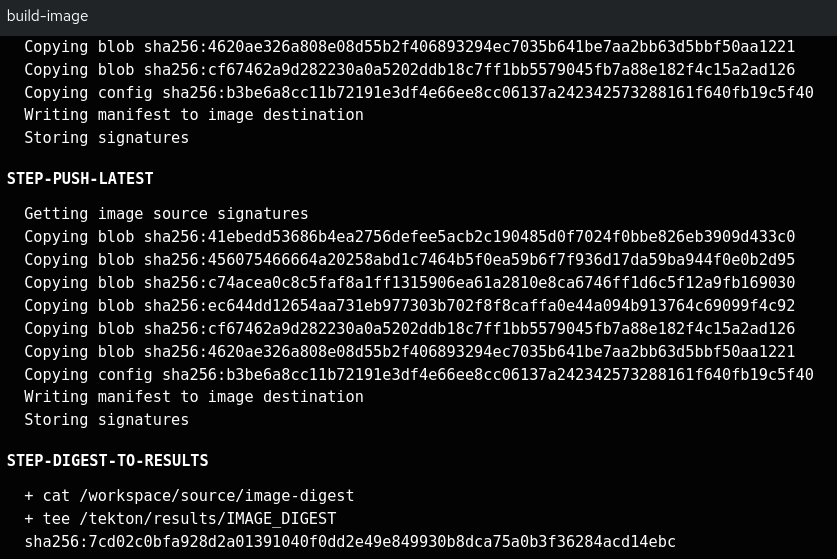 build-image
Copying blob sha256:4620ae326a808e08d55b2f406893294ec7035b641be7aa2bb63d5bbf50aa1221
Copying blob sha256:cf67462a9d282230a0a5202ddb18c7ff1bb5579045fb7a88e182f4c15a2ad126
Copying config sha256:b3be6a8cc11b72191e3df4e66ee8cc06137a242342573288161f640fb19c5f40
Writing manifest to image destination
Storing signatures
STEP-PUSH-LATEST
Getting image source signatures
Copying blob sha256:41ebedd53686b4ea2756defee5acb2c190485d0f7024f0bbe826eb3909d433c0
Copying blob sha256:456075466664a20258abd1c7464b5f0ea59b6f7f936d17da59ba944f0e0b2d95
Copying blob sha256:c74acea0c8c5faf8a1ff1315906ea61a2810e8ca6746ff1d6c5f12a9fb169030
Copying blob sha256:ec644dd12654aa731eb977303b702f8f8caffa0e44a094b913764c69099f4c92
Copying blob sha256:cf67462a9d282230a0a5202ddb18c7ff1bb5579045fb7a88e182f4c15a2ad126
Copying blob sha256:4620ae326a808e08d55b2f406893294ec7035b641be7aa2bb63d5bbf50aa1221
Copying config sha256:b3be6a8cc11b72191e3df4e66ee8cc06137a242342573288161f640fb19c5f40
Writing manifest to image destination
Storing signatures
STEP-DIGEST-TO-RESULTS
+ cat /workspace/source/image-digest
+ tee /tekton/results/IMAGE_DIGEST
sha256:7cd02c0bfa928d2a01391040f0dd2e49e849930b8dca75a0b3f36284acd14ebc